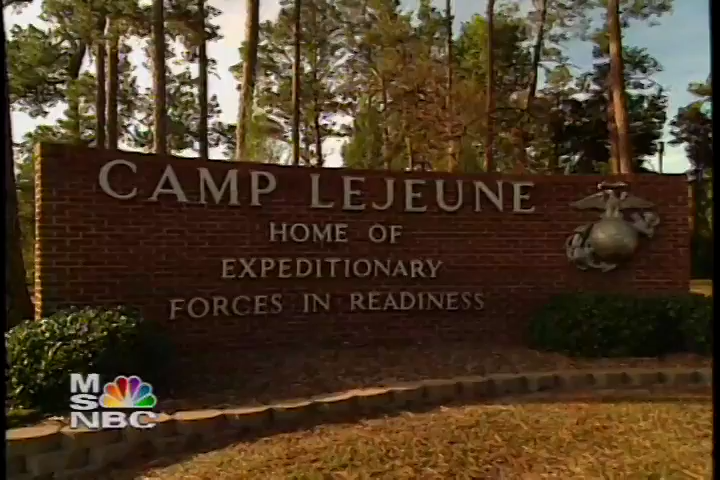 CAMP LEJEUNE
HOME OF
EXPEDITIONARY
FORCES IN READINESS
MSNBC